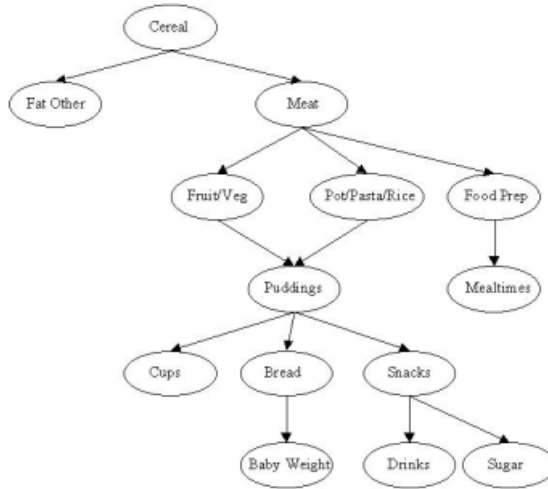 Cereal
Fat Other
Meat
Fruit/Veg
Pot/Pasta/Rice
Food Prep
Puddings
Mealtimes
Cups
Bread
Snacks
Baby Weight
Drinks
Sugar